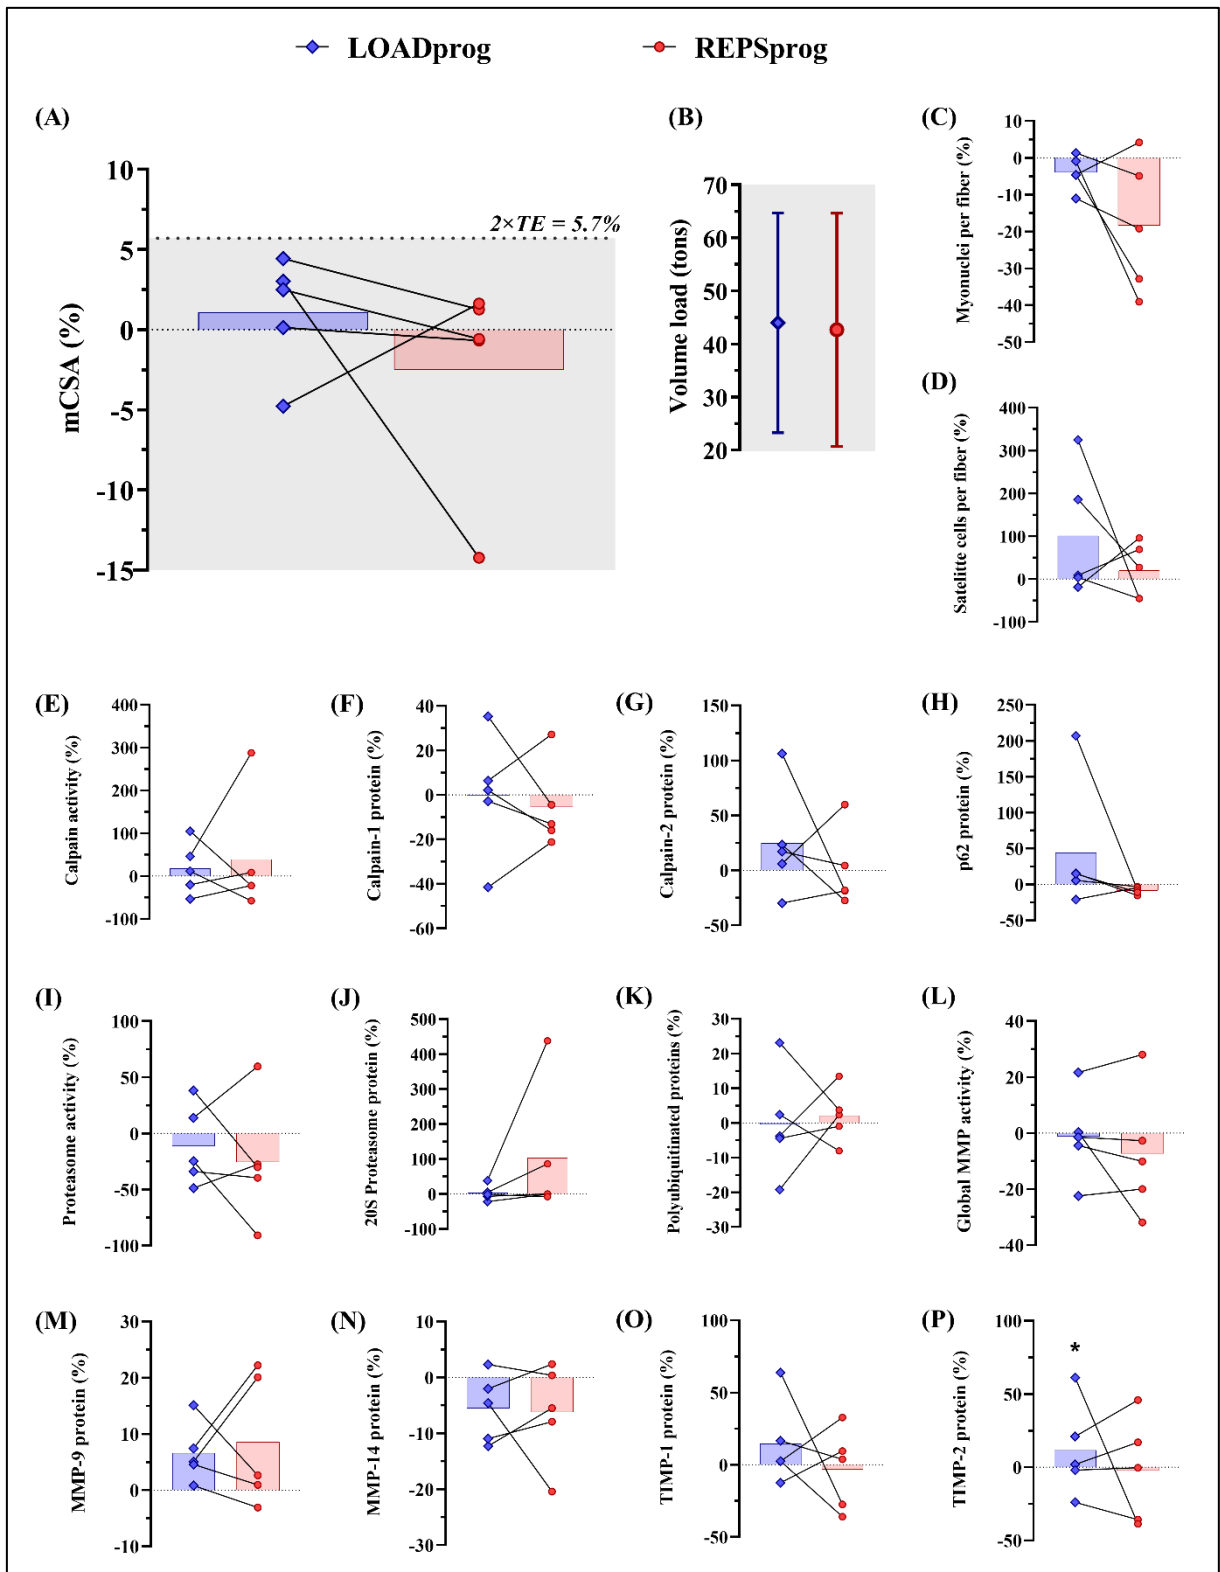 LOADprog REPSprog
(A)
mCSA (%)
10
5
0
-5
-10
-15
2×TE = 5.7%
(B)
Volume load (tons)
70
60
50
40
30
20
(C)
Myonuclei per fiber (%)
10
0
-10
-20
-30
-40
-50
(D)
Satelitte cells per fiber (%)
400
300
200
100
0
-100
(E)
Calpain activity (%)
400
300
200
100
0
-100
(F)
Calpain-1 protein (%)
40
20
0
-20
-40
-60
(G)
Calpain-2 protein (%)
150
100
50
0
-50
(H)
p62 protein (%)
250
200
150
100
50
0
-50
(I)
Proteasome activity (%)
100
50
0
-50
-100
(J)
20S Proteasome protein (%)
500
400
300
200
100
0
-100
(K)
Polyubiquitinated proteins (%)
30
20
10
0
-10
-20
-30
(L)
Global MMP activity (%)
40
20
0
-20
-40
(M)
MMP-9 protein (%)
30
20
10
0
-10
(N)
MMP-14 protein (%)
10
0
-10
-20
-30
(O)
TIMP-1 protein (%)
100
50
0
-50
(P)
TIMP-2 protein (%)
100
50
0
-50
*